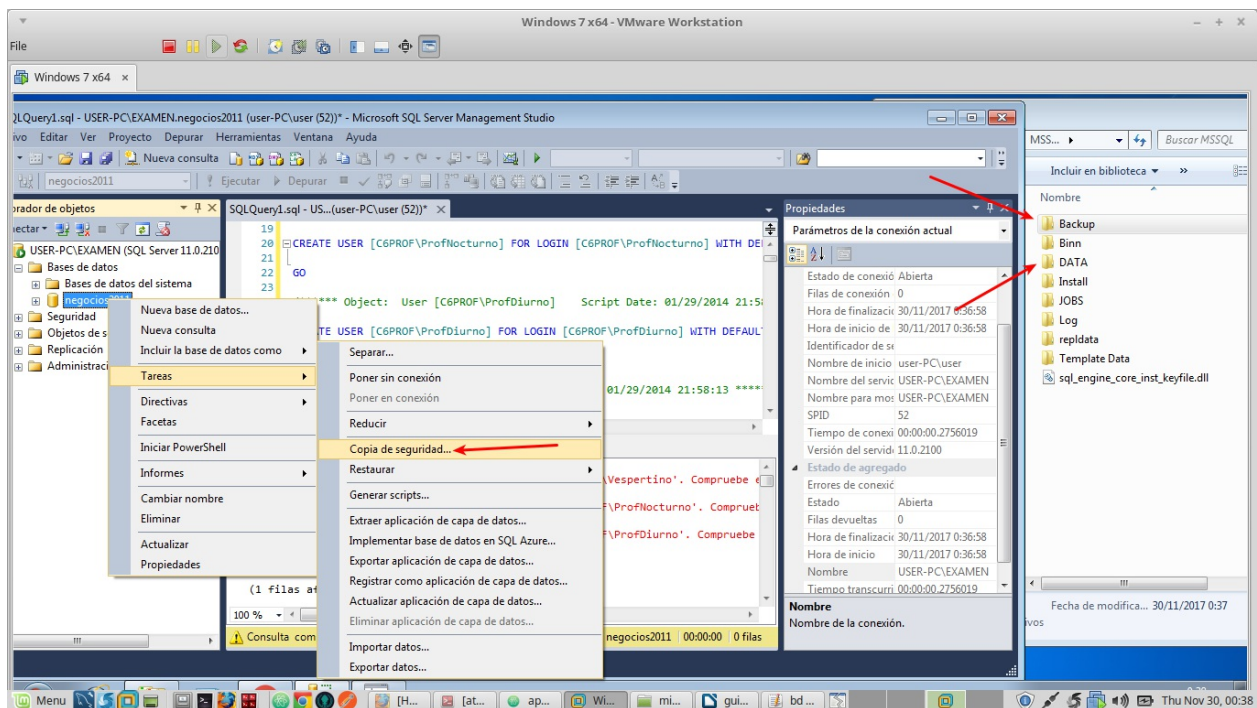 Windows 7 x64 - VMware Workstation
File
Windows 7 x64
QLQuery1.sql - USER-PC\EXAMEN.negocios2011 (user-PC\user (52))* - Microsoft SQL Server Management Studio
ivo Editar Ver Proyecto Depurar Herramientas Ventana Ayuda
Nueva consulta
negocios2011
Ejecutar
Depurar
MSS...
Buscar MSSQL
Incluir en biblioteca
Nombre
Backup
Binn
DATA
Install
JOBS
Log
repldata
Template Data
sql_engine_core_inst_keyfile.dll
Fecha de modifica... 30/11/2017 0:37
ivos
orador de objetos
nectar
USER-PC\EXAMEN (SQL Server 11.0.210
Bases de datos
Bases de datos del sistema
negocios2011
Seguridad
Objetos de s
Replicación
Administraci
Nueva base de datos...
Nueva consulta
Incluir la base de datos como
Tareas
Directivas
Facetas
Iniciar PowerShell
Informes
Cambiar nombre
Eliminar
Actualizar
Propiedades
Separar...
Poner sin conexión
Poner en conexión
Reducir
Copia de seguridad...
Restaurar
Generar scripts...
Extraer aplicación de capa de datos...
Implementar base de datos en SQL Azure...
Exportar aplicación de capa de datos...
Registrar como aplicación de capa de datos...
Actualizar aplicación de capa de datos...
Eliminar aplicación de capa de datos...
Importar datos...
Exportar datos...
SQLQuery1.sql - US...(user-PC\user (52))*
19
20 CREATE USER [C6PROF\ProfNocturno] FOR LOGIN [C6PROF\ProfNocturno] WITH DE
21
22 GO
23
*** Object: User [C6PROF\ProfDiurno] Script Date: 01/29/2014 21:5
TE USER [C6PROF\ProfDiurno] FOR LOGIN [C6PROF\ProfDiurno] WITH DEFAUL
01/29/2014 21:58:13 ****
\Vespertino'. Compruebe e
F\ProfNocturno'. Comprueb
F\ProfDiurno'. Compruebe
(1 filas af
100 %
Consulta com
negocios2011 00:00:00 0 filas
Propiedades
Parámetros de la conexión actual
Estado de conexió Abierta
Filas de conexión 0
Hora de finalizació 30/11/2017 0:36:58
Hora de inicio de 30/11/2017 0:36:58
Identificador de se
Nombre de inicio user-PC\user
Nombre del servic USER-PC\EXAMEN
Nombre para mos USER-PC\EXAMEN
SPID 52
Tiempo de conexi 00:00:00.2756019
Versión del servid 11.0.2100
Estado de agregado
Errores de conexió
Estado Abierta
Filas devueltas 0
Hora de finalizació 30/11/2017 0:36:58
Hora de inicio 30/11/2017 0:36:58
Nombre USER-PC\EXAMEN
Tiempo transcurri 00:00:00.2756019
Nombre
Nombre de la conexión.
Menu
[H...
[at...
ap...
Wi...
mi...
gui...
bd ...
Thu Nov 30, 00:38